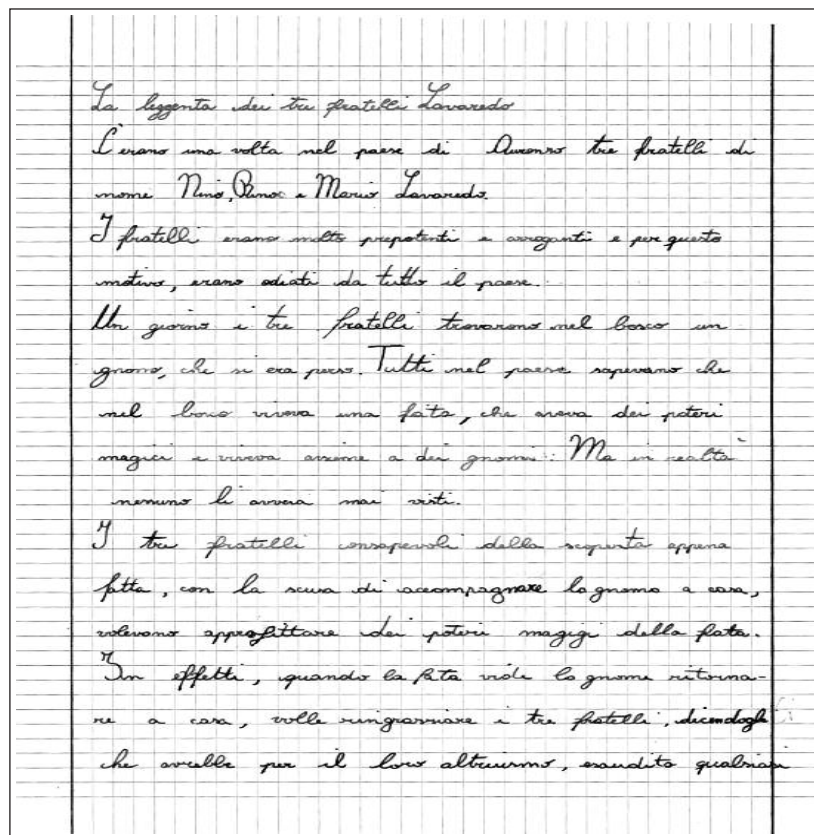 La leggenta dei tre fratelli Lavaredo
C'erano una volta nel paese di Auronzo tre fratelli di
nome Nino, Rino e Mario Lavaredo.
I fratelli erano molto prepotenti e arroganti e per questo
motivo, erano odiati da tutto il paese.
Un giorno i tre fratelli trovarono nel bosco un
gnomo, che si era perso. Tutti nel paese sapevano che
nel bosco viveva una fata, che aveva dei poteri
magici e viveva assieme a dei gnomi. Ma in realtà
nessuno li avveva mai visti.
I tre fratelli consapevoli della scoperta appena
fatta, con la scusa di accompagnare lo gnomo a casa,
volevano approfittare dei poteri magigi della fata.
In effetti, quando la fata vide lo gnomo ritorna-
re a casa, volle ringrassiare i tre fratelli, dicendogli
che avrebbe per il loro altruismo, esaudito qualsiasi